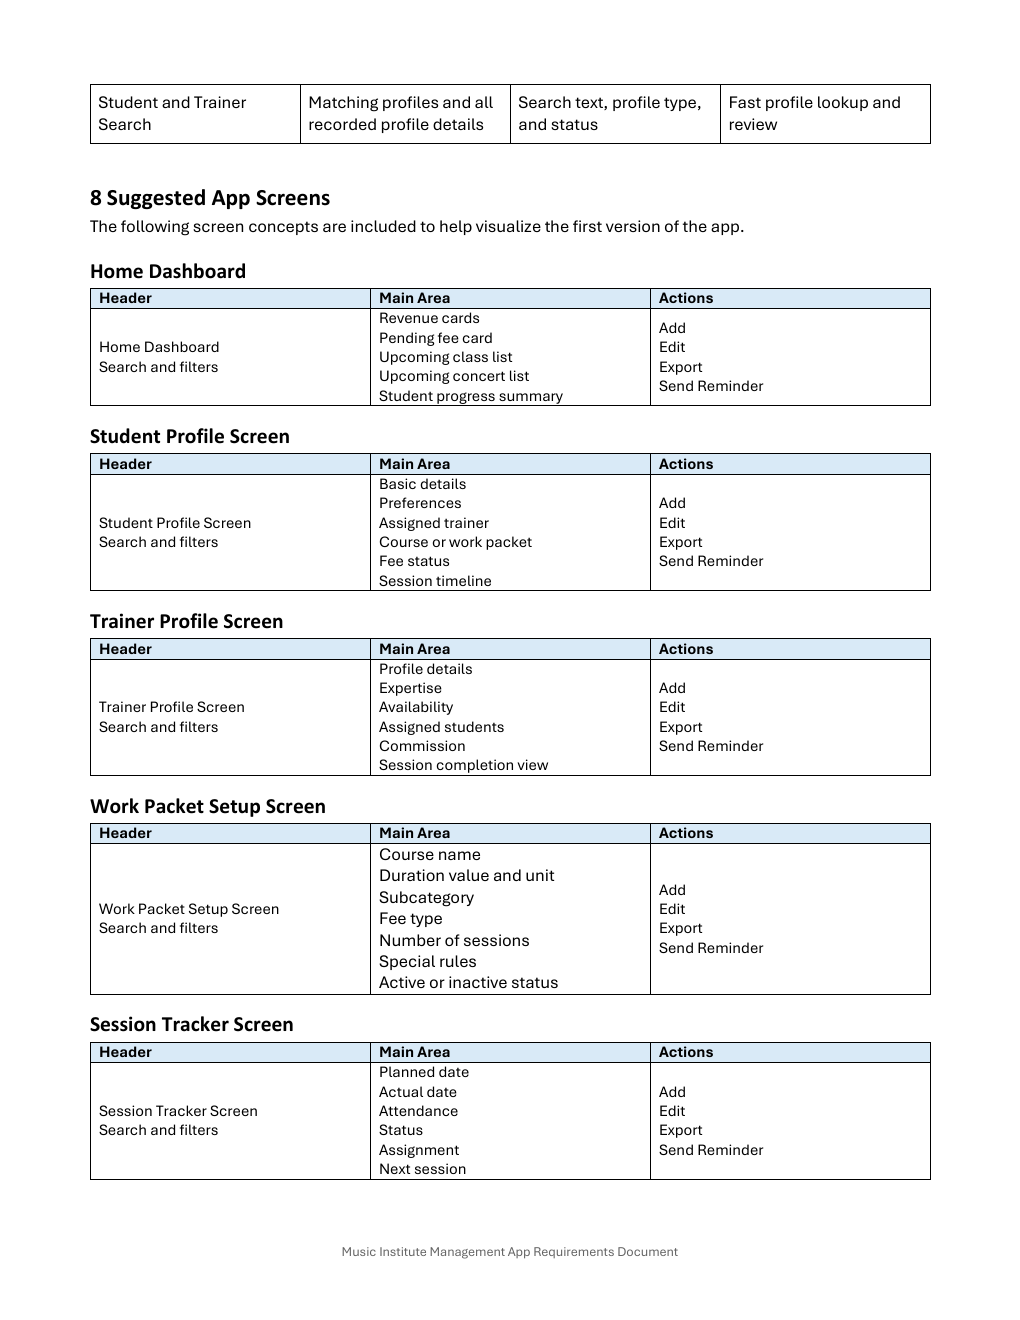 Student and Trainer Search
Matching profiles and all recorded profile details
Search text, profile type, and status
Fast profile lookup and review
8 Suggested App Screens
The following screen concepts are included to help visualize the first version of the app.
Home Dashboard
Header
Main Area
Actions
Home Dashboard
Search and filters
Revenue cards
Pending fee card
Upcoming class list
Upcoming concert list
Student progress summary
Add
Edit
Export
Send Reminder
Student Profile Screen
Header
Main Area
Actions
Student Profile Screen
Search and filters
Basic details
Preferences
Assigned trainer
Course or work packet
Fee status
Session timeline
Add
Edit
Export
Send Reminder
Trainer Profile Screen
Header
Main Area
Actions
Trainer Profile Screen
Search and filters
Profile details
Expertise
Availability
Assigned students
Commission
Session completion view
Add
Edit
Export
Send Reminder
Work Packet Setup Screen
Header
Main Area
Actions
Work Packet Setup Screen
Search and filters
Course name
Duration value and unit
Subcategory
Fee type
Number of sessions
Special rules
Active or inactive status
Add
Edit
Export
Send Reminder
Session Tracker Screen
Header
Main Area
Actions
Session Tracker Screen
Search and filters
Planned date
Actual date
Attendance
Status
Assignment
Next session
Add
Edit
Export
Send Reminder
Music Institute Management App Requirements Document